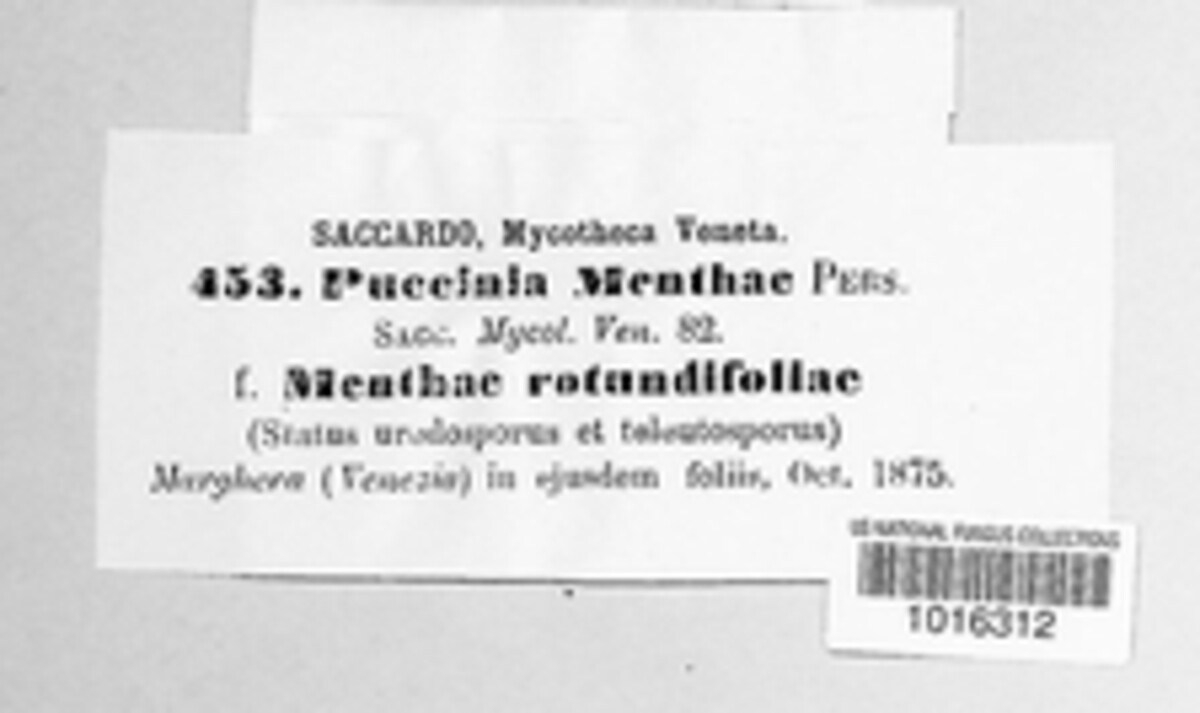 SACCARDO, Mycotheca Veneta.
453. Puccinia Menthae PERS.
SACC. Mycol. Ven. 82.
f. Menthae rotundifoliae
(Status uredosporus et teleutosporus)
Marghera (Venezia) in ejusdem foliis, Oct. 1875.
US NATIONAL FUNGUS COLLECTIONS
1016312